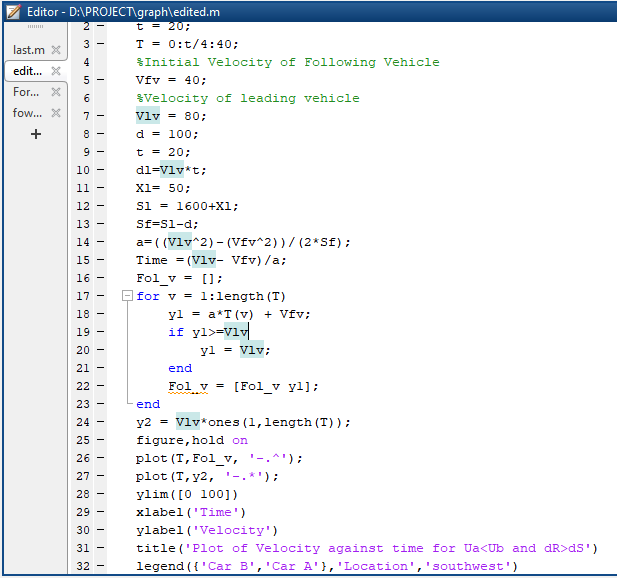 Editor - D:\PROJECT\graph\edited.m
last.m
edit...
For...
fow...
+
2 - t = 20;
3 - T = 0:t/4:40;
4 %Initial Velocity of Following Vehicle
5 - Vfv = 40;
6 %Velocity of leading vehicle
7 - Vlv = 80;
8 - d = 100;
9 - t = 20;
10 - dl=Vlv*t;
11 - Xl= 50;
12 - Sl = 1600+Xl;
13 - Sf=Sl-d;
14 - a=((Vlv^2)-(Vfv^2))/(2*Sf);
15 - Time =(Vlv- Vfv)/a;
16 - Fol_v = [];
17 - for v = 1:length(T)
18 - y1 = a*T(v) + Vfv;
19 - if y1>=Vlv
20 - y1 = Vlv;
21 - end
22 - Fol_v = [Fol_v y1];
23 - end
24 - y2 = Vlv*ones(1,length(T));
25 - figure,hold on
26 - plot(T,Fol_v, '-.^');
27 - plot(T,y2, '-.*');
28 - ylim([0 100])
29 - xlabel('Time')
30 - ylabel('Velocity')
31 - title('Plot of Velocity against time for Ua<Ub and dR>dS')
32 - legend({'Car B','Car A'},'Location','southwest')